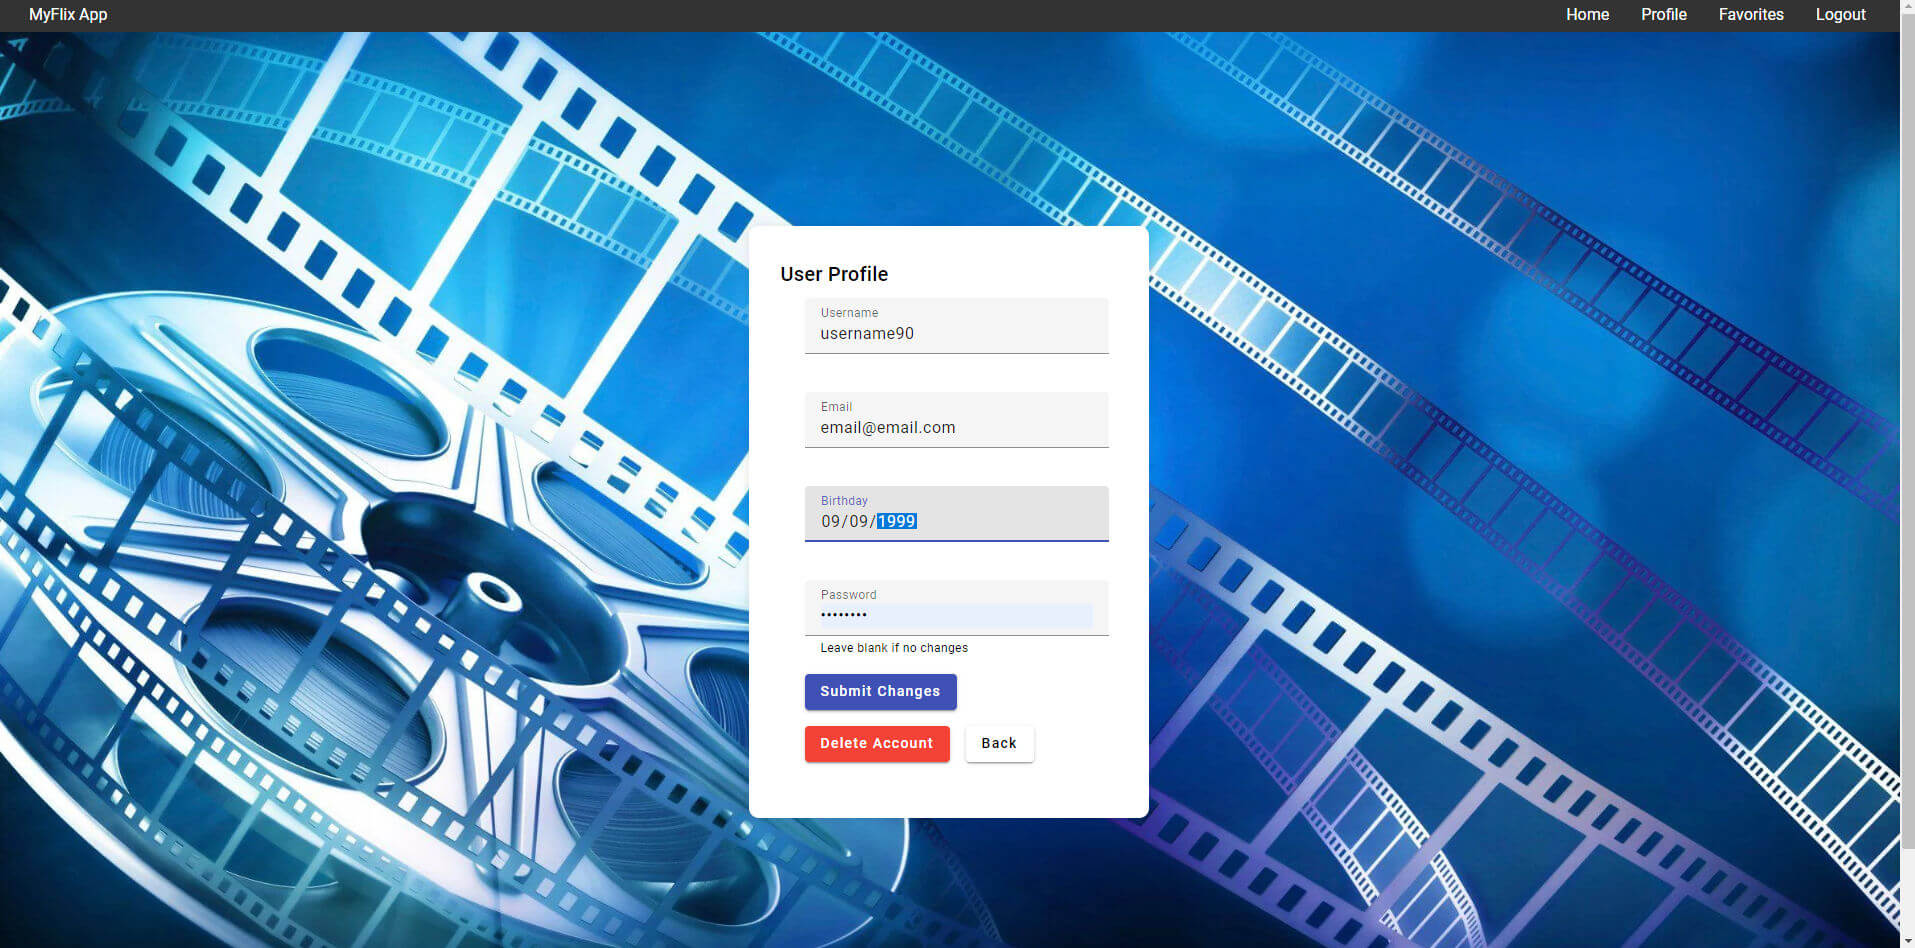 MyFlix App
Home Profile Favorites Logout
User Profile
Username
username90
Email
email@email.com
Birthday
09/09/1999
Password
••••••••
Leave blank if no changes
Submit Changes
Delete Account Back